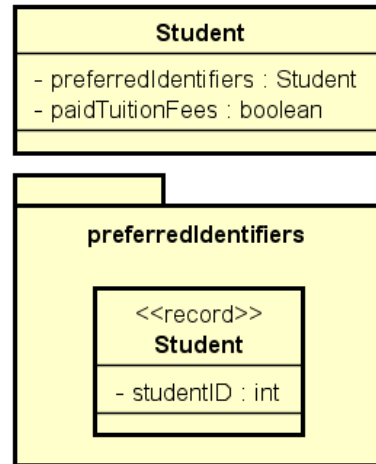 Student
- preferredIdentifiers : Student
- paidTuitionFees : boolean
preferredIdentifiers
<<record>>
Student
- studentID : int